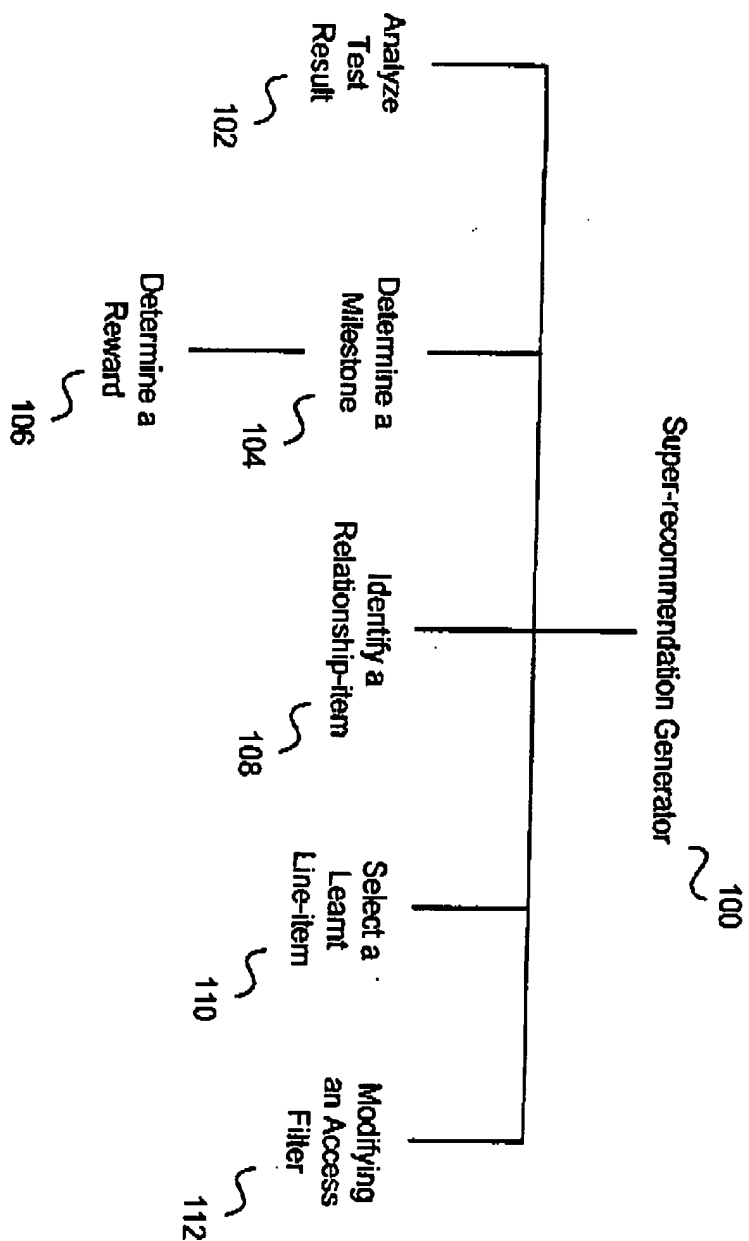 Super-recommendation Generator
100
Analyze
Test
Result
102
Determine a
Milestone
104
Determine a
Reward
106
Identify a
Relationship-item
108
Select a
Learnt
Line-item
110
Modifying
an Access
Filter
112